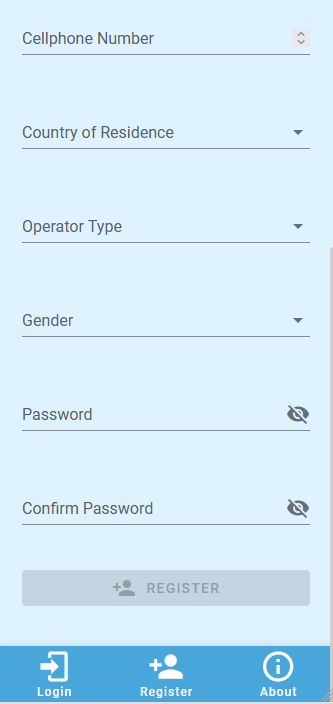 Cellphone Number
Country of Residence
Operator Type
Gender
Password
Confirm Password
REGISTER
Login Register About